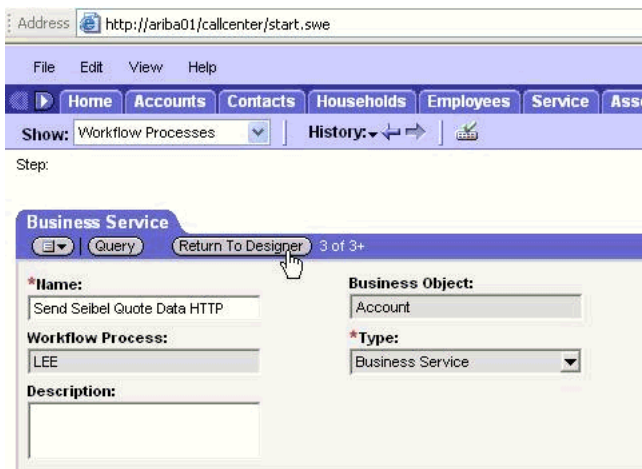 Address http://ariba01/callcenter/start.swe
File Edit View Help
Home Accounts Contacts Households Employees Service Ass
Show: Workflow Processes History:
Step:
Business Service
Query Return To Designer 3 of 3+
*Name: Business Object:
Send Seibel Quote Data HTTP Account
Workflow Process: *Type:
LEE Business Service
Description: